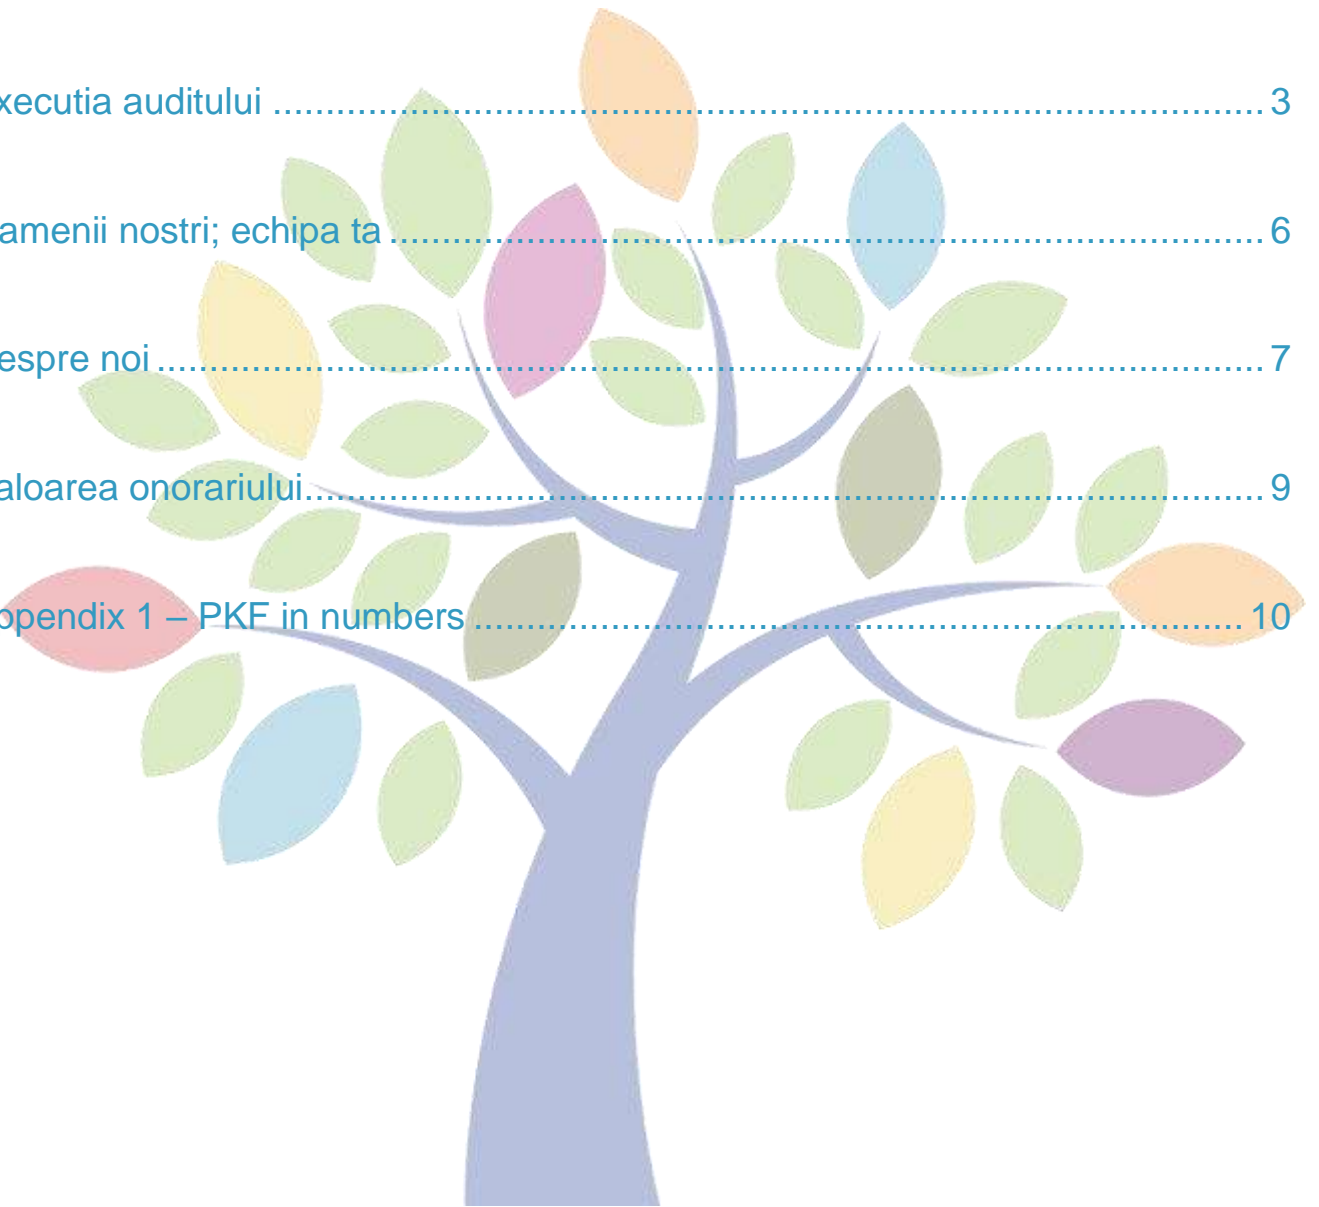 xecutia auditului ........................................................................................................ 3
amenii nostri; echipa ta ........................................................................................... 6
espre noi ................................................................................................................... 7
aloarea onorariului.................................................................................................... 9
ppendix 1 – PKF in numbers ................................................................................. 10